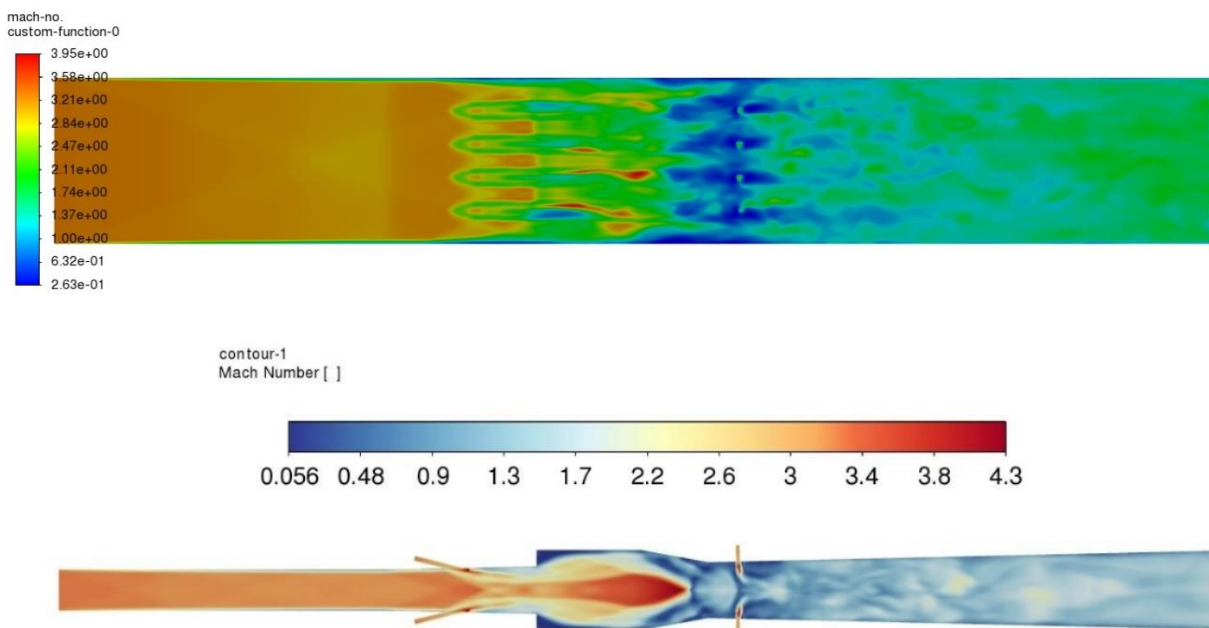 mach-no.
custom-function-0
3.95e+00
3.58e+00
3.21e+00
2.84e+00
2.47e+00
2.11e+00
1.74e+00
1.37e+00
1.00e+00
6.32e-01
2.63e-01
contour-1
Mach Number [ ]
0.056 0.48 0.9 1.3 1.7 2.2 2.6 3 3.4 3.8 4.3